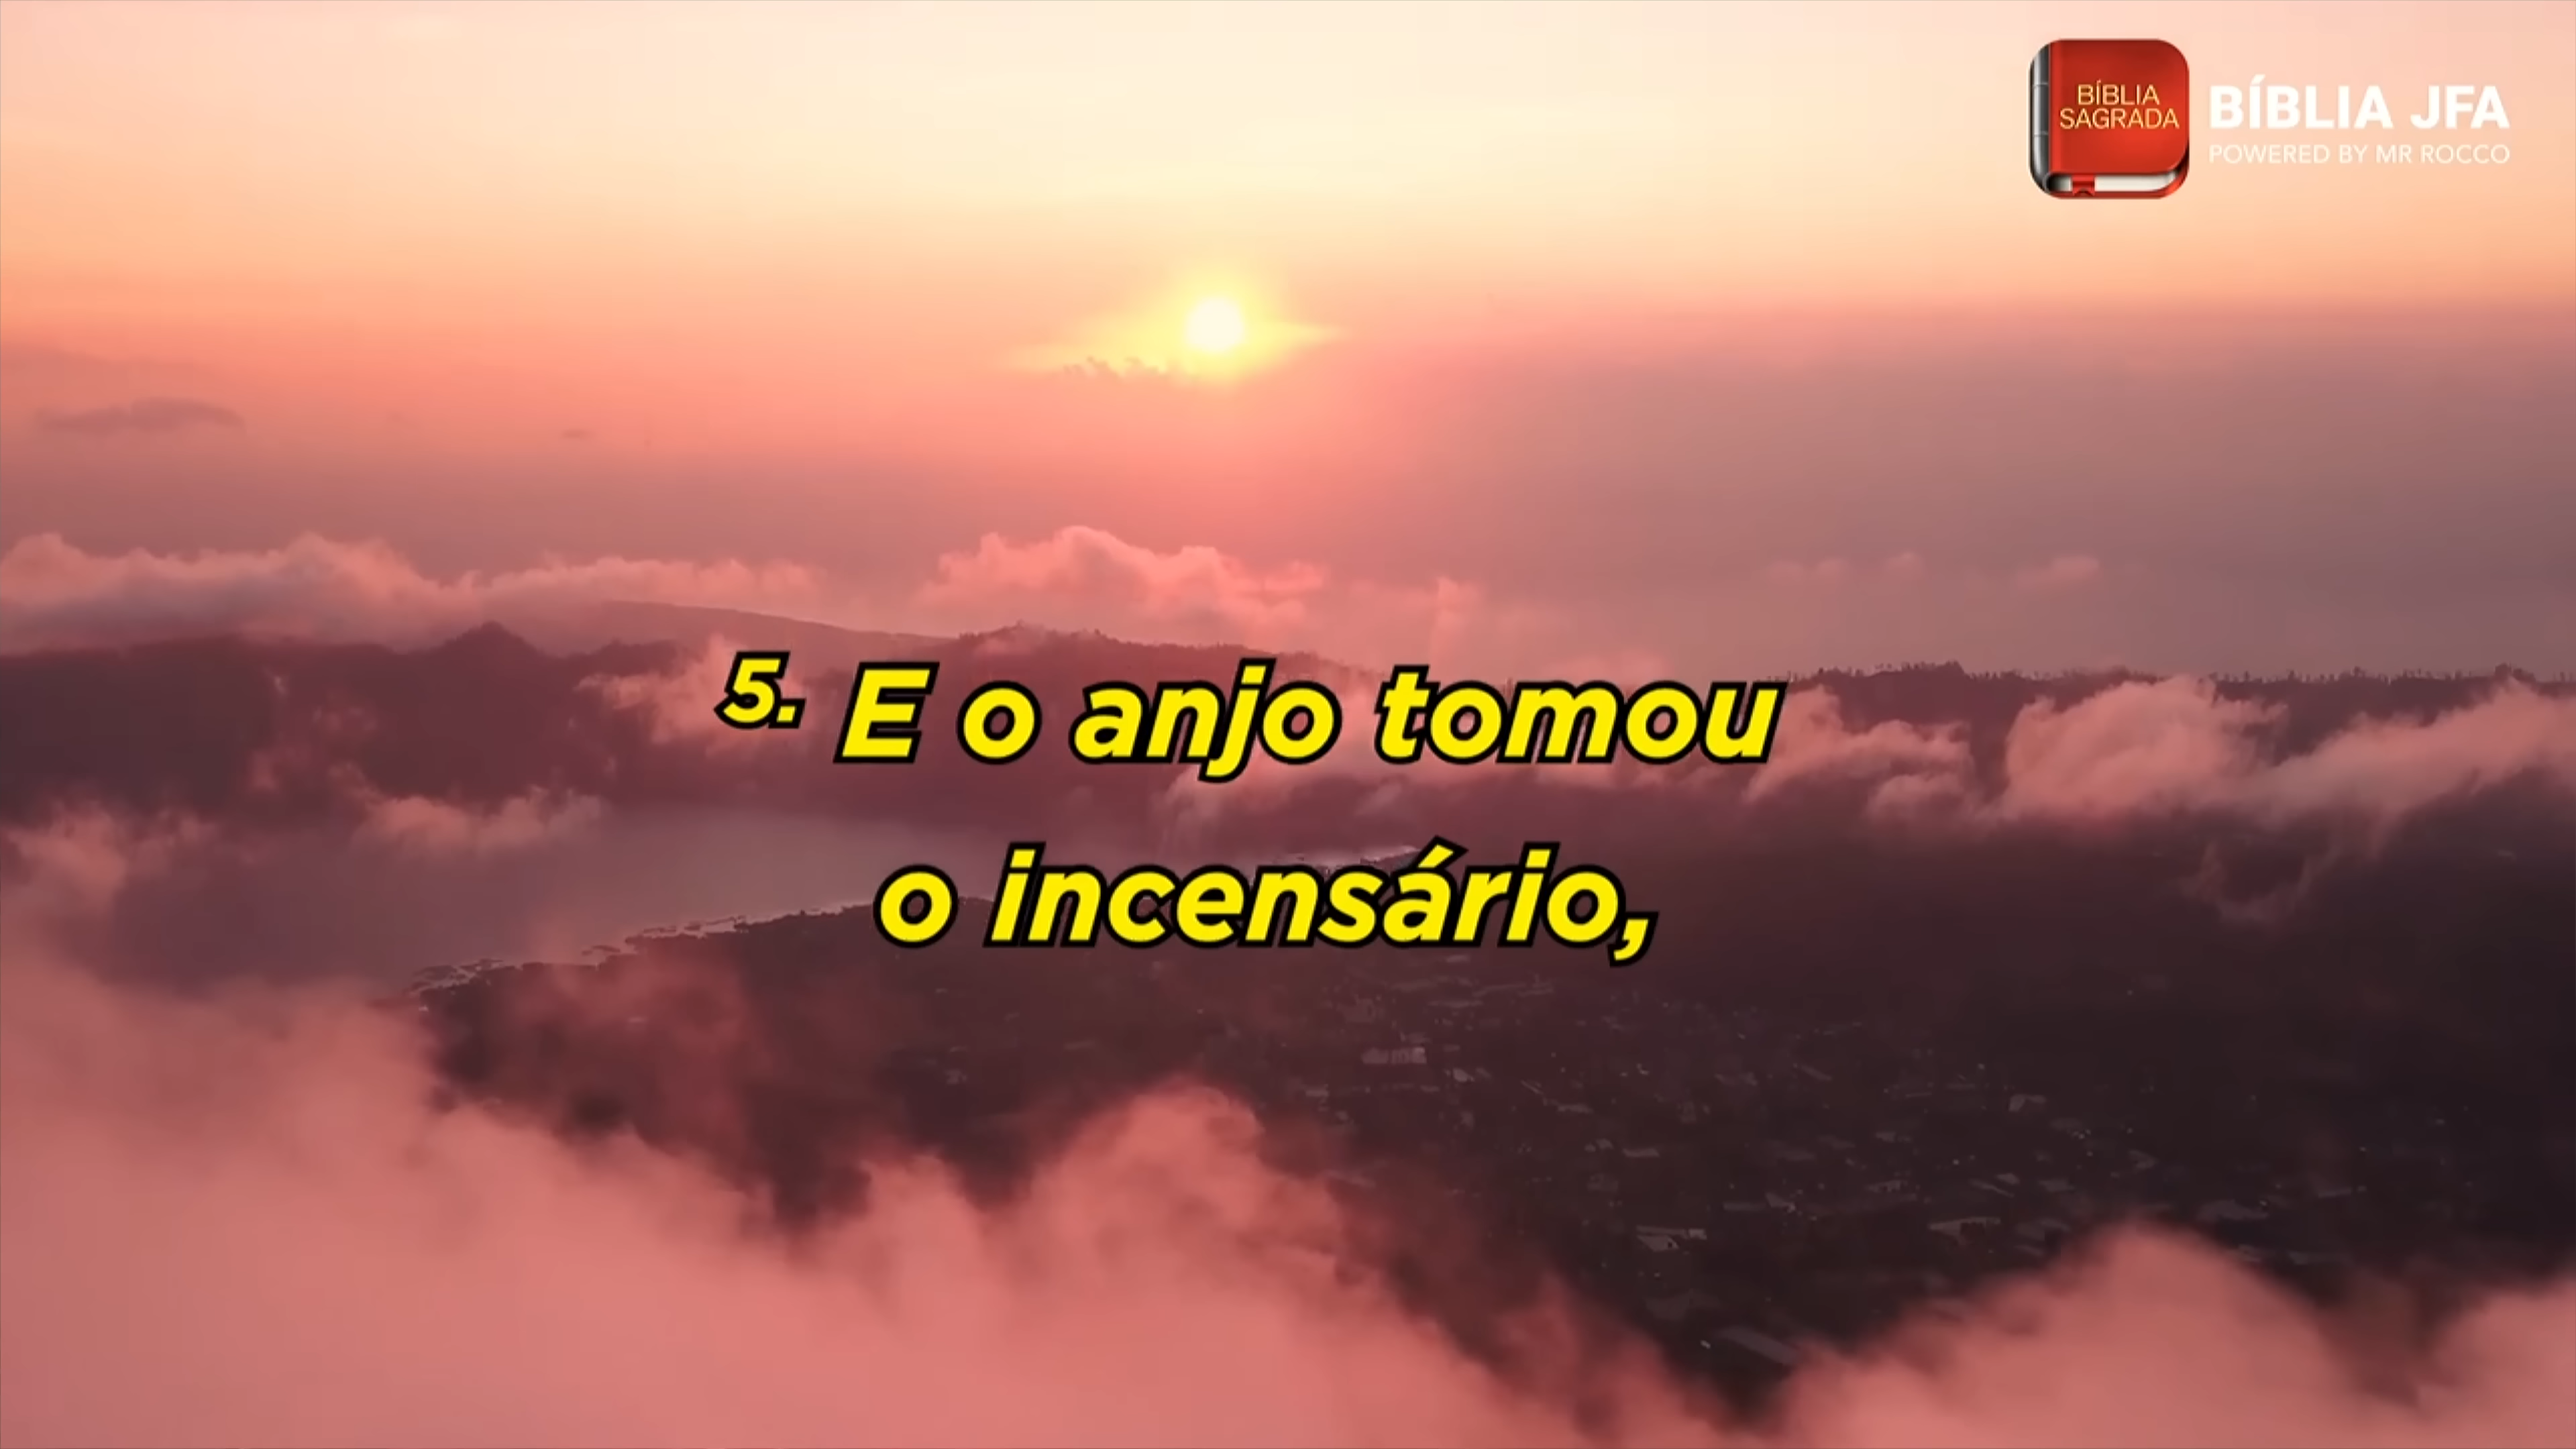 BÍBLIA
SAGRADA
BÍBLIA JFA
POWERED BY MR ROCCO
5. E o anjo tomou
o incensário,